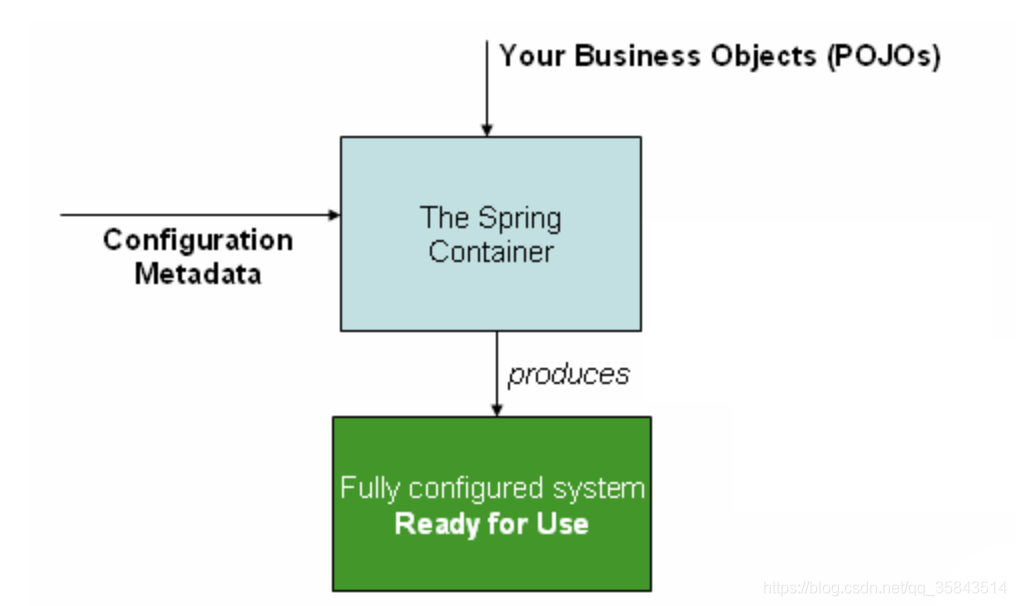 Your Business Objects (POJOs)
The Spring
Container
Configuration
Metadata
produces
Fully configured system
Ready for Use
https://blog.csdn.net/qq_35843514